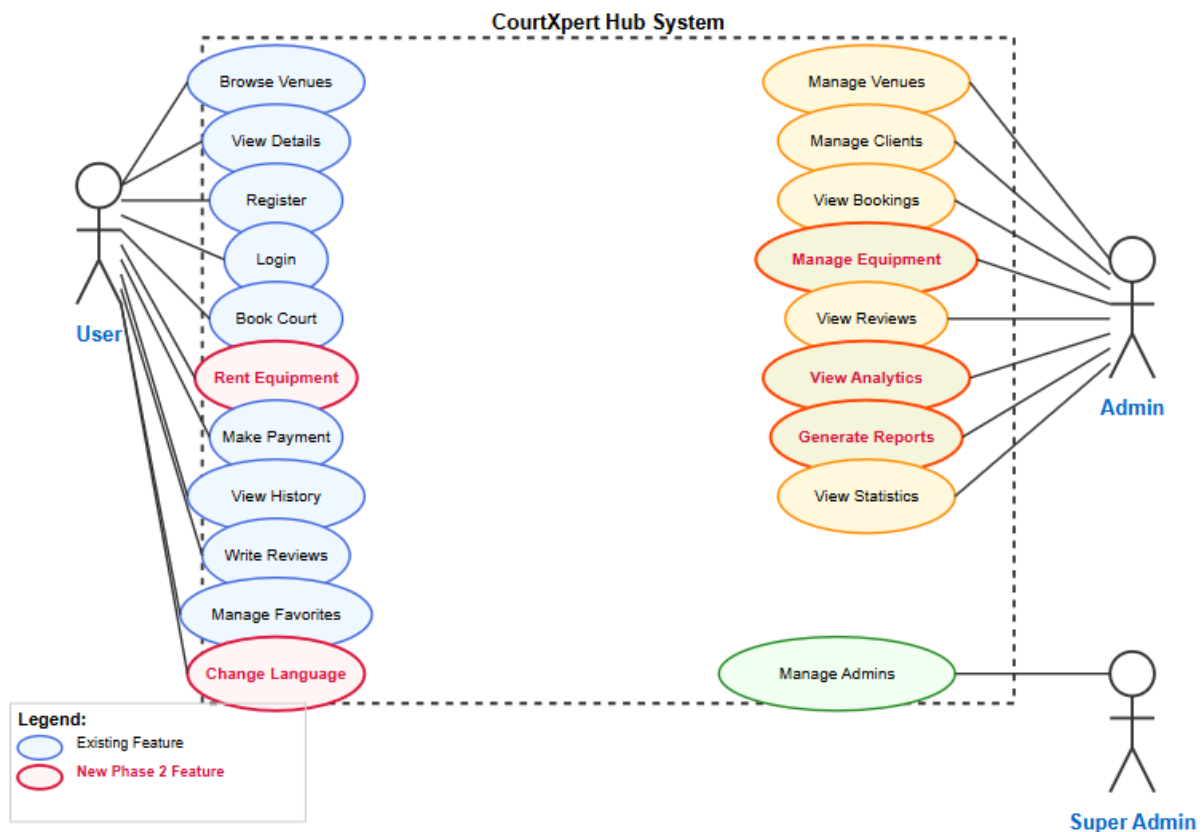 CourtXpert Hub System
Browse Venues
View Details
Register
Login
Book Court
Rent Equipment
Make Payment
View History
Write Reviews
Manage Favorites
Change Language
User
Manage Venues
Manage Clients
View Bookings
Manage Equipment
View Reviews
View Analytics
Generate Reports
View Statistics
Admin
Manage Admins
Super Admin
Legend:
Existing Feature
New Phase 2 Feature